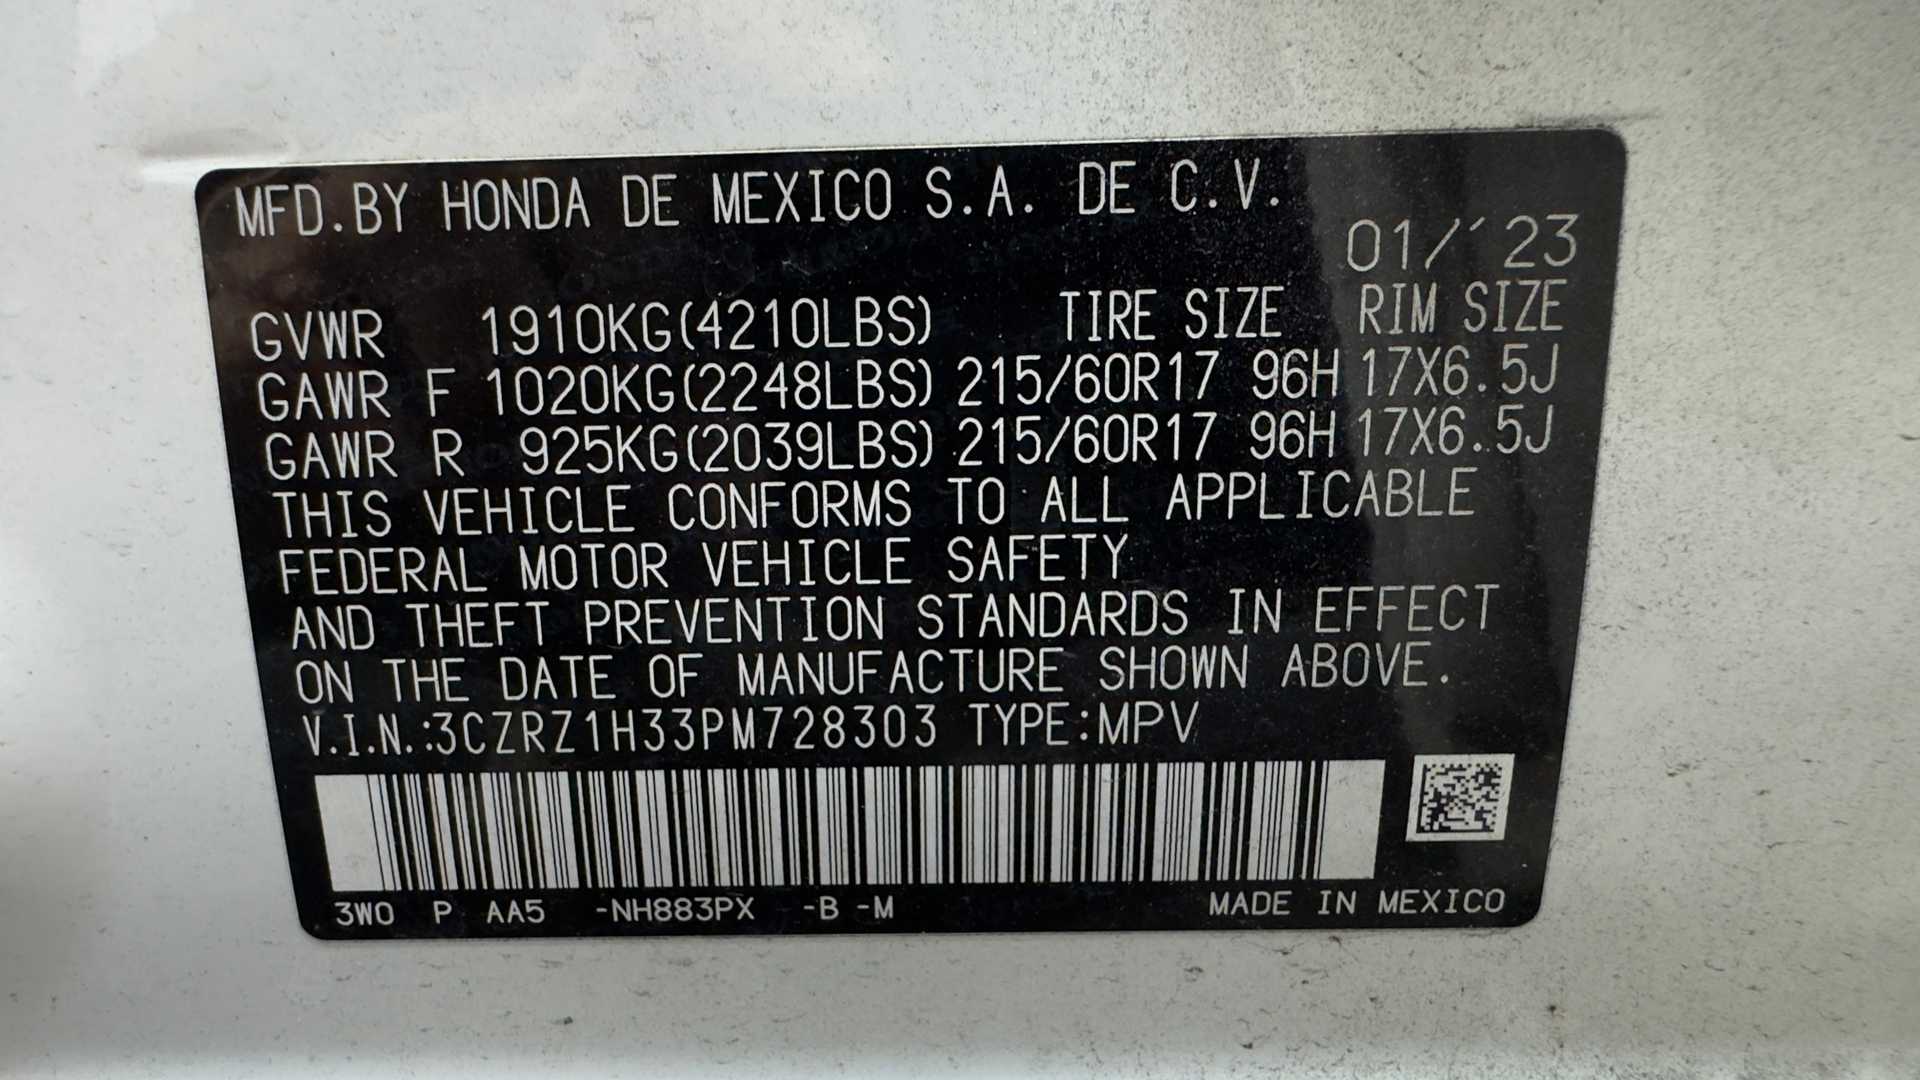 MFD.BY HONDA DE MEXICO S.A. DE C.V.
01/'23
GVWR 1910KG(4210LBS) TIRE SIZE RIM SIZE
GAWR F 1020KG(2248LBS) 215/60R17 96H 17X6.5J
GAWR R 925KG(2039LBS) 215/60R17 96H 17X6.5J
THIS VEHICLE CONFORMS TO ALL APPLICABLE
FEDERAL MOTOR VEHICLE SAFETY
AND THEFT PREVENTION STANDARDS IN EFFECT
ON THE DATE OF MANUFACTURE SHOWN ABOVE.
V.I.N.:3CZRZ1H33PM728303 TYPE:MPV
3W0 P AA5 -NH883PX -B -M MADE IN MEXICO